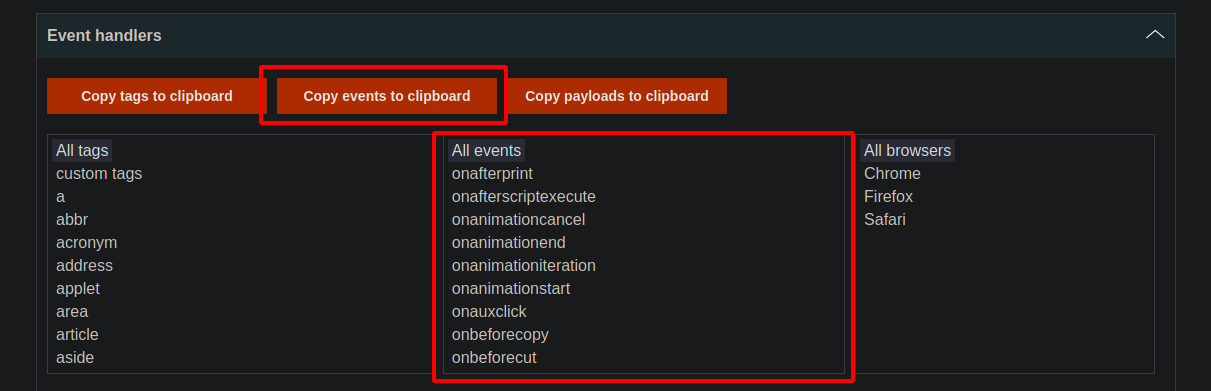 Event handlers
Copy tags to clipboard
Copy events to clipboard
Copy payloads to clipboard
All tags
custom tags
a
abbr
acronym
address
applet
area
article
aside
All events
onafterprint
onafterscriptexecute
onanimationcancel
onanimationend
onanimationiteration
onanimationstart
onauxclick
onbeforecopy
onbeforecut
All browsers
Chrome
Firefox
Safari